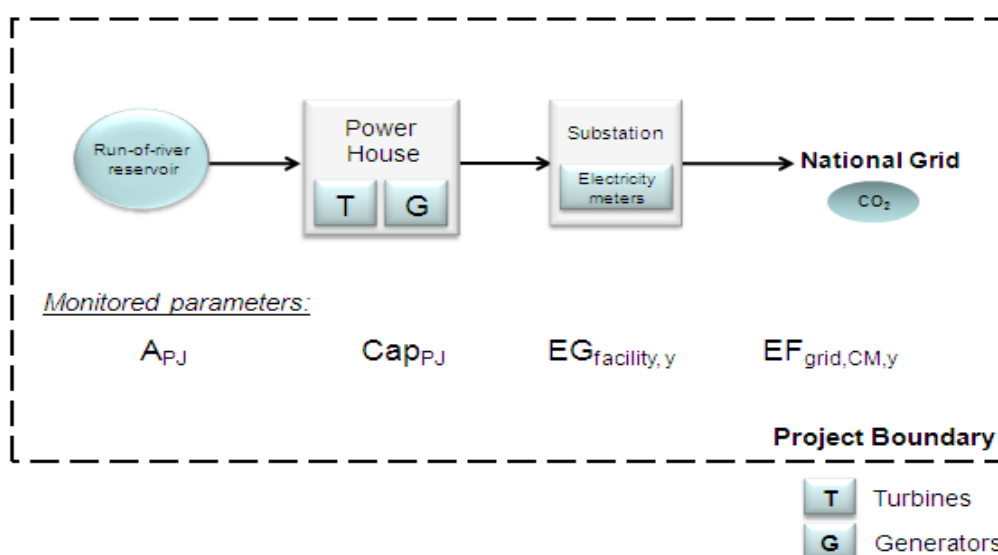 Run-of-river
reservoir
Power
House
T G
Substation
Electricity
meters
National Grid
CO₂
Monitored parameters:
A_PJ Cap_PJ EG_facility, y EF_grid,CM,y
Project Boundary
T Turbines
G Generators